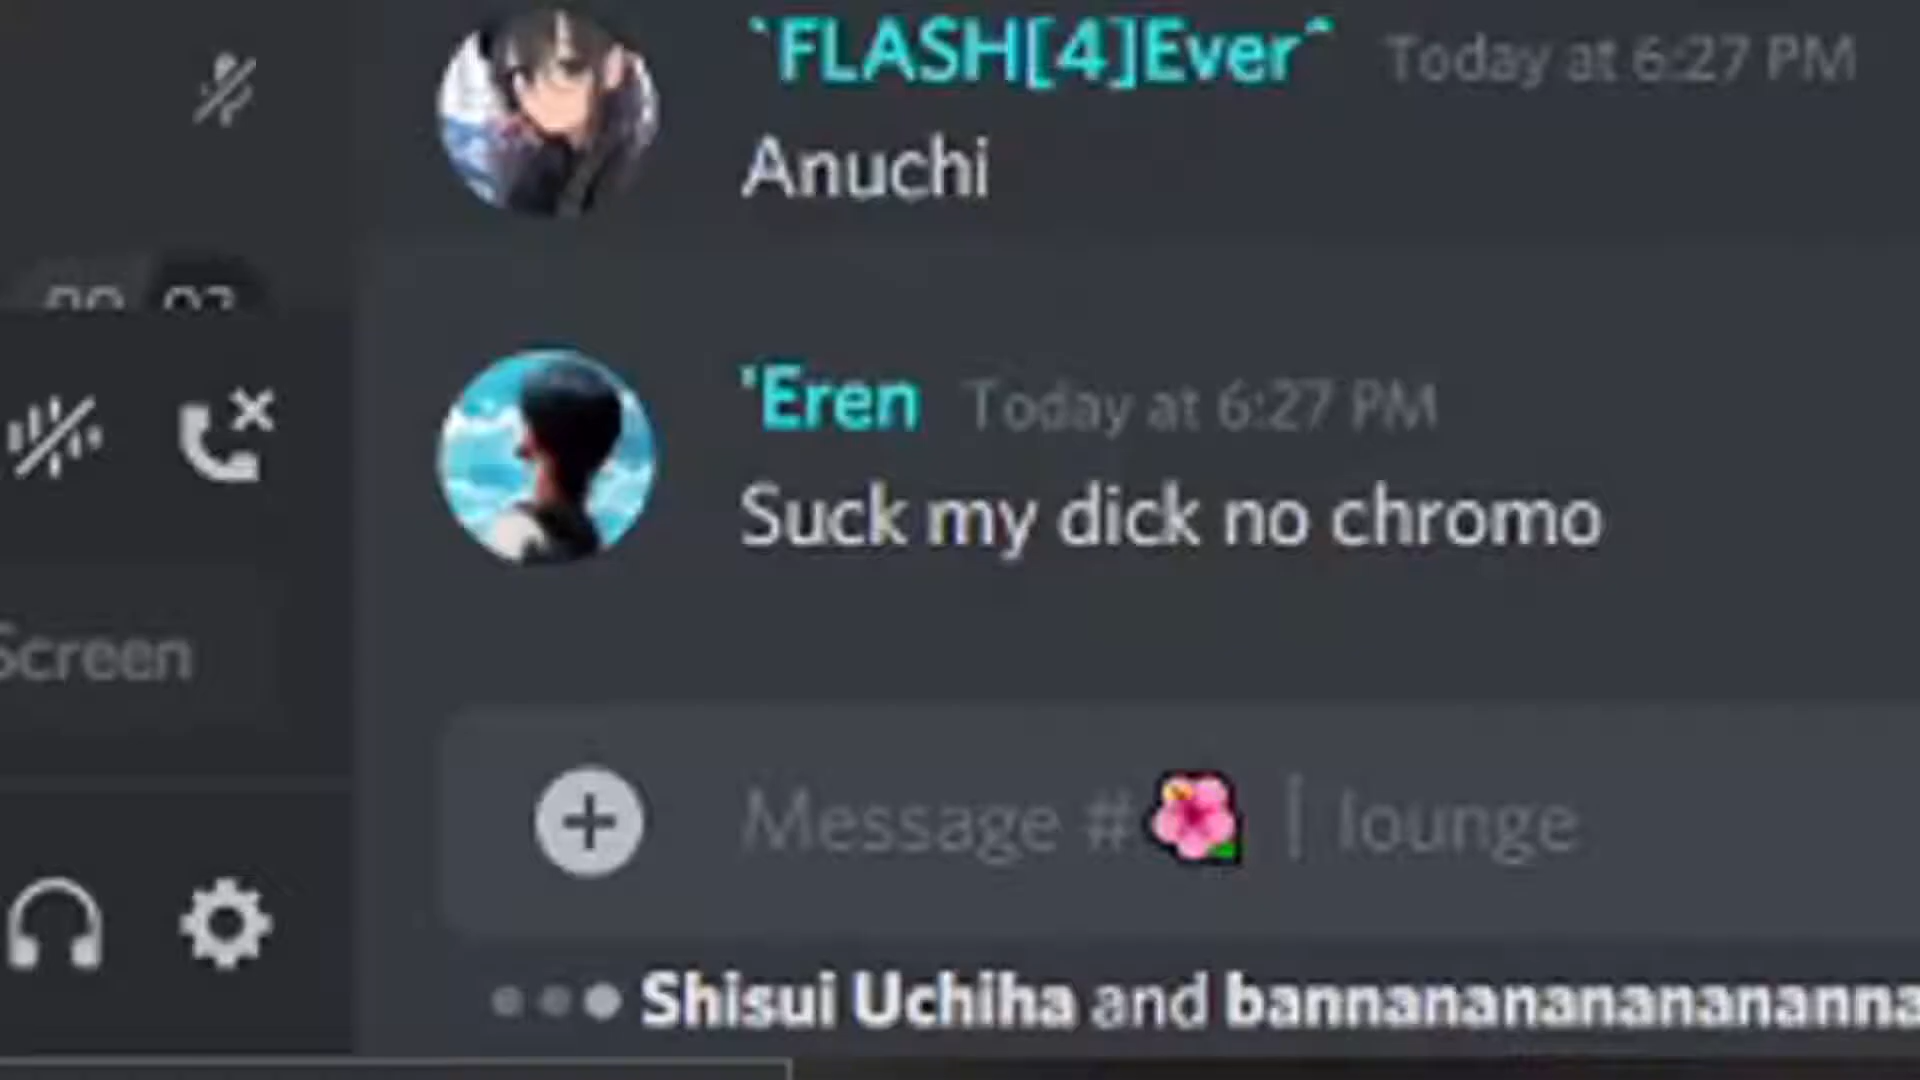 `FLASH[4]Ever^ Today at 6:27 PM
Anuchi
'Eren Today at 6:27 PM
Suck my dick no chromo
Screen
Message #🌺 | lounge
Shisui Uchiha and